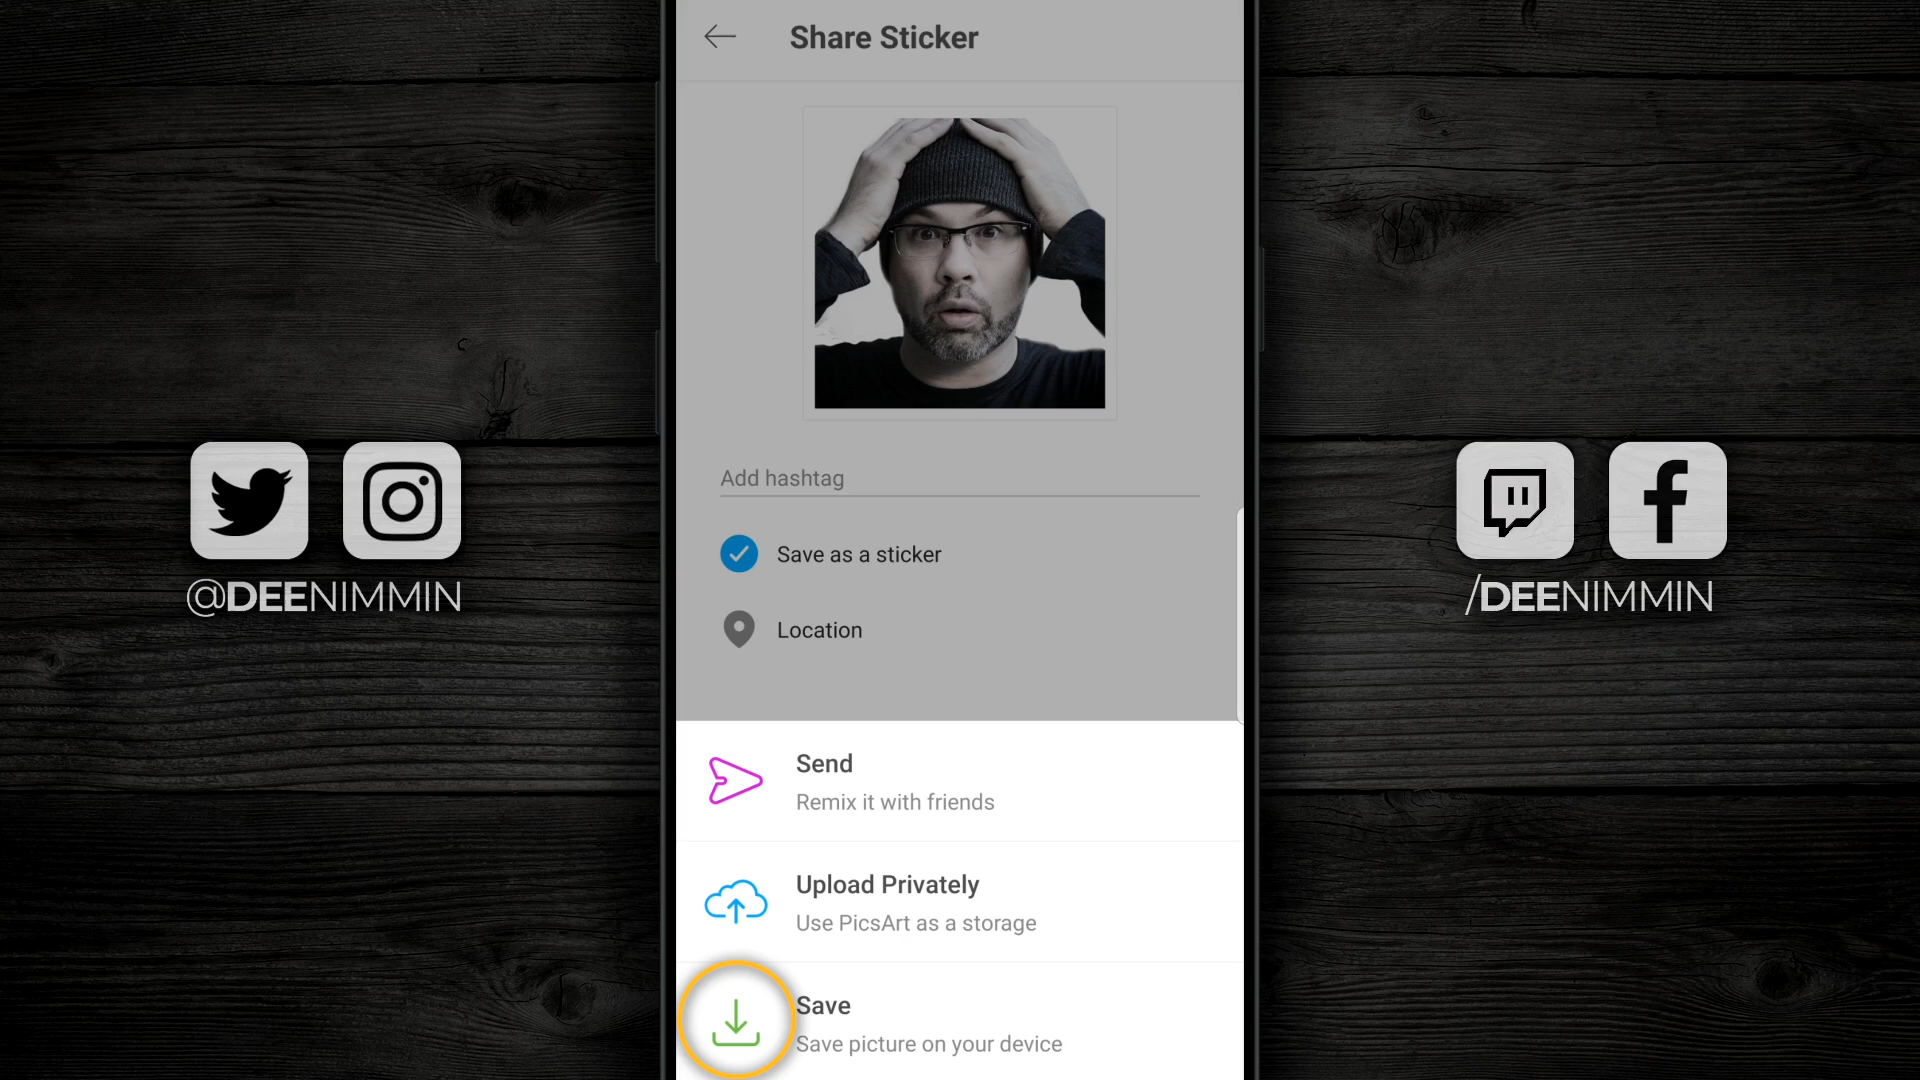 Share Sticker
Add hashtag
Save as a sticker
Location
@DEENIMMIN
/DEENIMMIN
Send
Remix it with friends
Upload Privately
Use PicsArt as a storage
Save
Save picture on your device